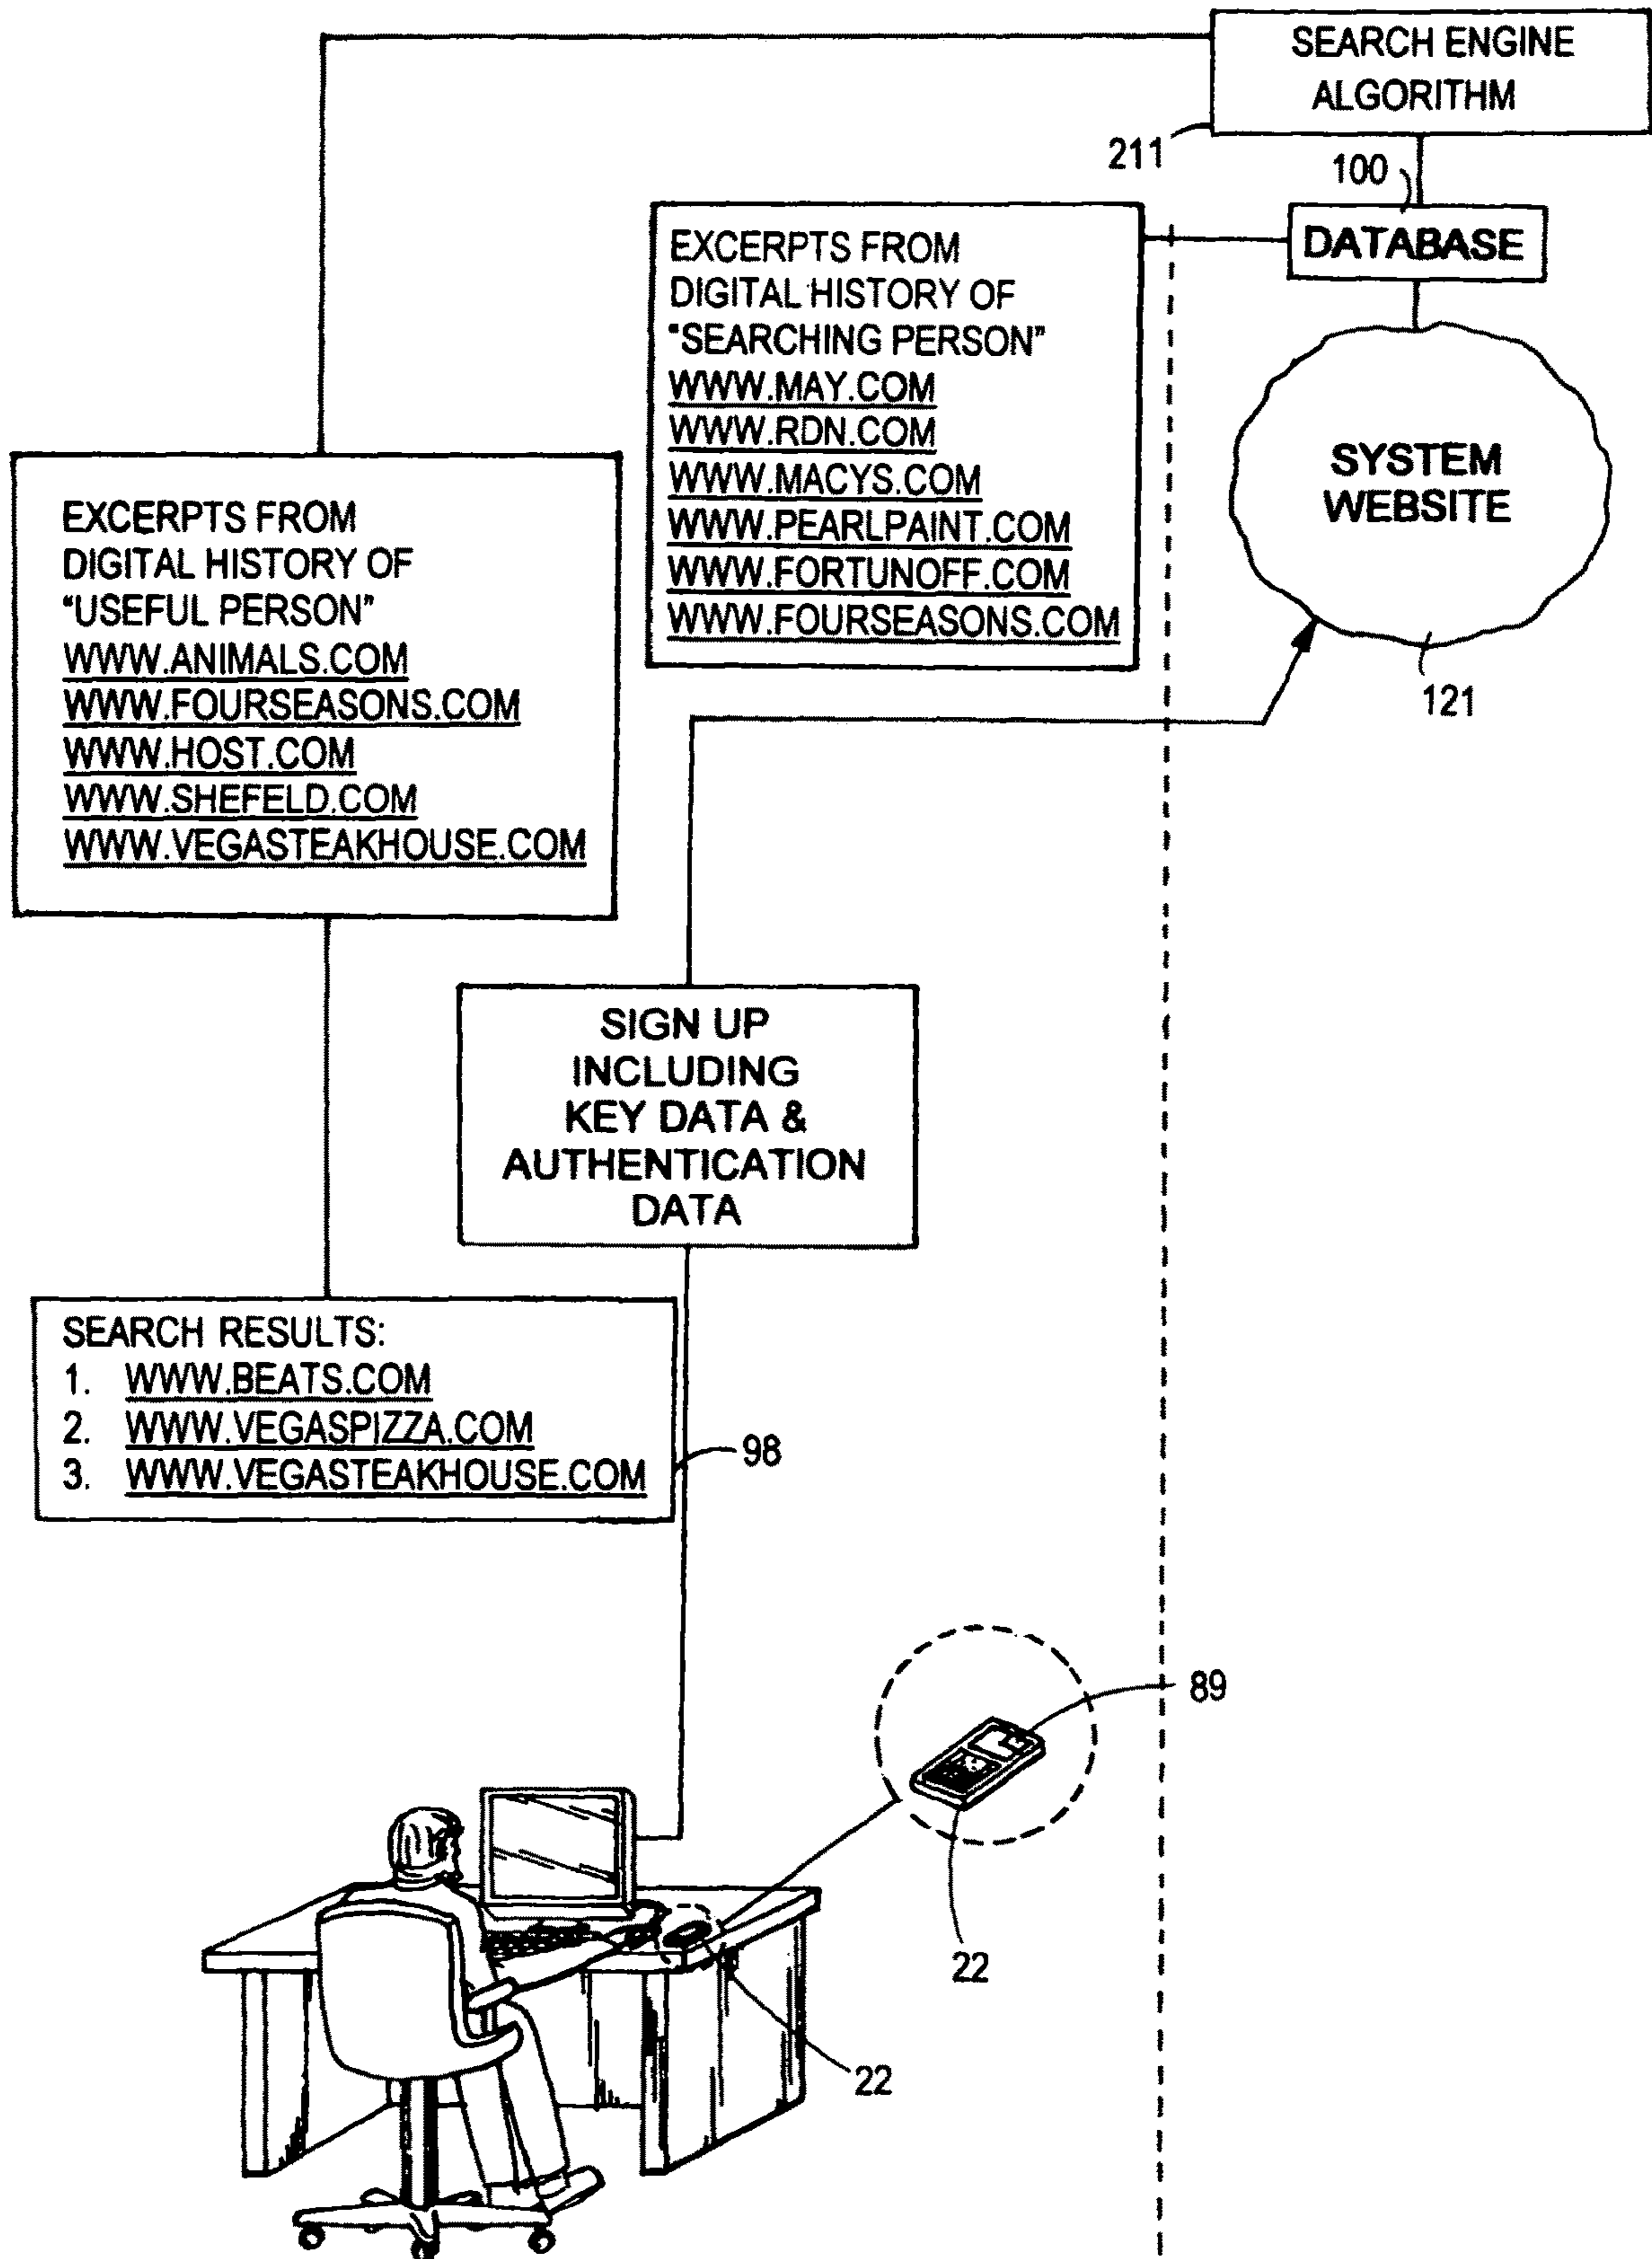 SEARCH ENGINE
ALGORITHM
211
100
DATABASE
SYSTEM
WEBSITE
121
EXCERPTS FROM
DIGITAL HISTORY OF
"SEARCHING PERSON"
WWW.MAY.COM
WWW.RDN.COM
WWW.MACYS.COM
WWW.PEARLPAINT.COM
WWW.FORTUNOFF.COM
WWW.FOURSEASONS.COM
EXCERPTS FROM
DIGITAL HISTORY OF
"USEFUL PERSON"
WWW.ANIMALS.COM
WWW.FOURSEASONS.COM
WWW.HOST.COM
WWW.SHEFELD.COM
WWW.VEGASTEAKHOUSE.COM
SIGN UP
INCLUDING
KEY DATA &
AUTHENTICATION
DATA
SEARCH RESULTS:
1. WWW.BEATS.COM
2. WWW.VEGASPIZZA.COM
3. WWW.VEGASTEAKHOUSE.COM
98
89
22
22